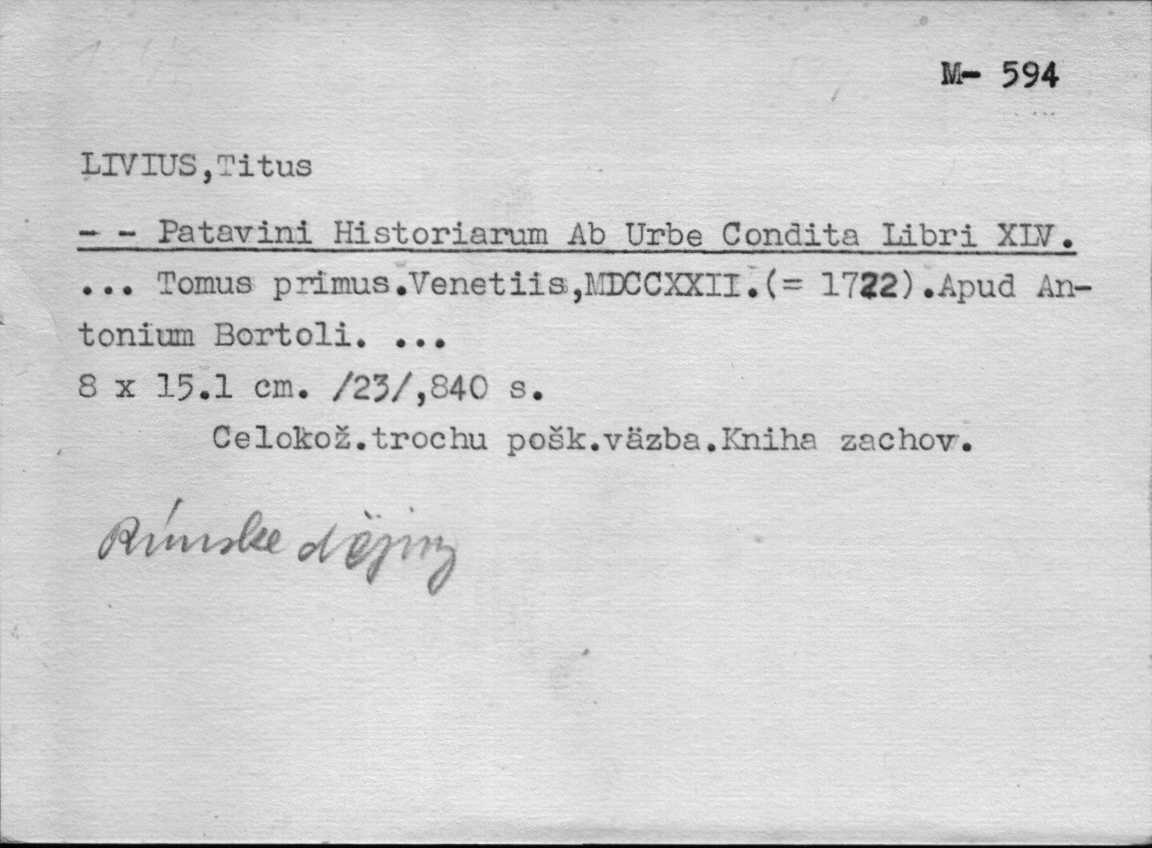 M- 594
LIVIUS,Titus
- - Patavini Historiarum Ab Urbe Condita Libri XLV.
... Tomus primus.Venetiis,MDCCXXII.(= 1722).Apud An-
tonium Bortoli. ...
8 x 15.1 cm. /23/,840 s.
Celokož.trochu pošk.väzba.Kniha zachov.
Rímske dějiny